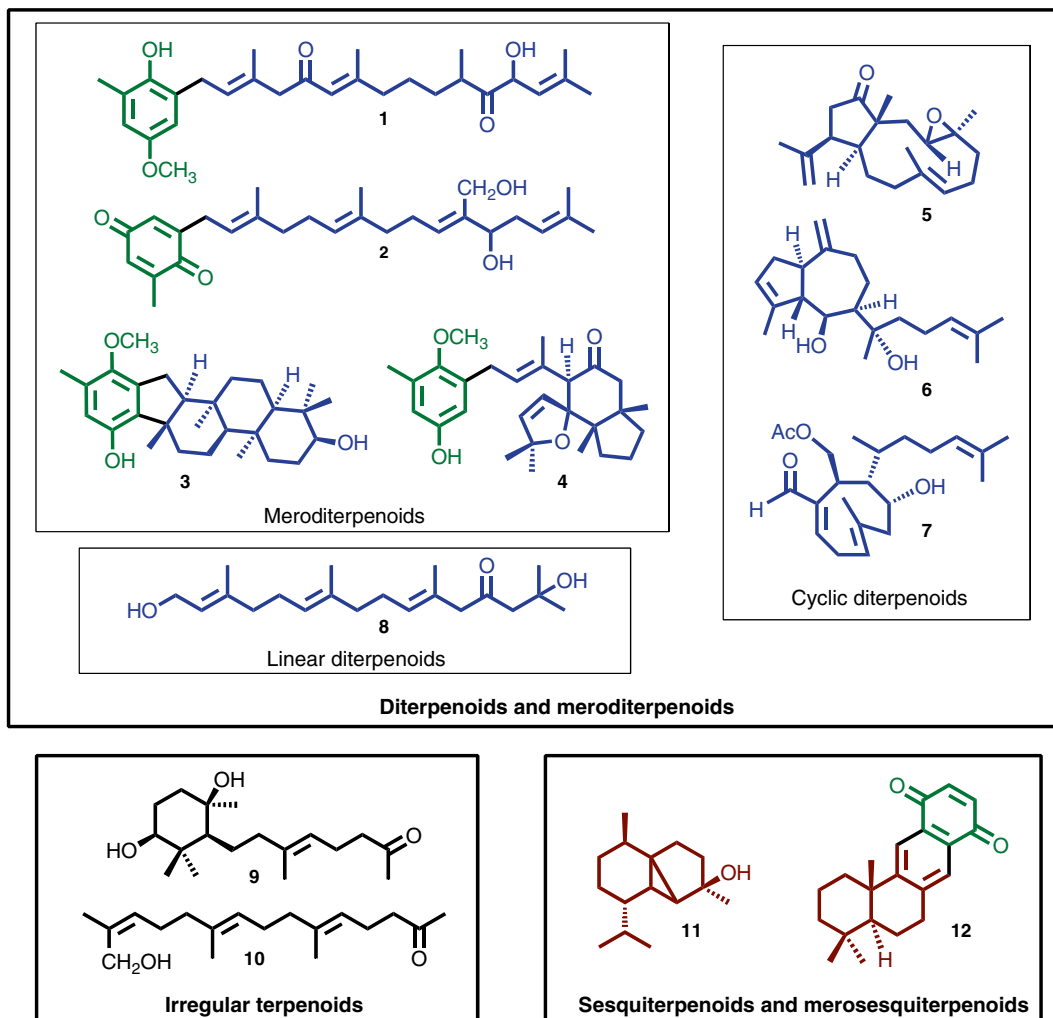 OH
O
OH
O
OCH3
1
O
O
CH2OH
OH
2
OCH3
H
H
OH
OH
3
OCH3
H
O
O
OH
4
Meroditerpenoids
O
O
H
H
5
H
H
H
HO
OH
6
AcO
O
H
OH
7
Cyclic diterpenoids
HO
O
OH
8
Linear diterpenoids
Diterpenoids and meroditerpenoids
OH
HO
O
9
CH2OH
O
10
Irregular terpenoids
OH
11
O
O
H
12
Sesquiterpenoids and merosesquiterpenoids